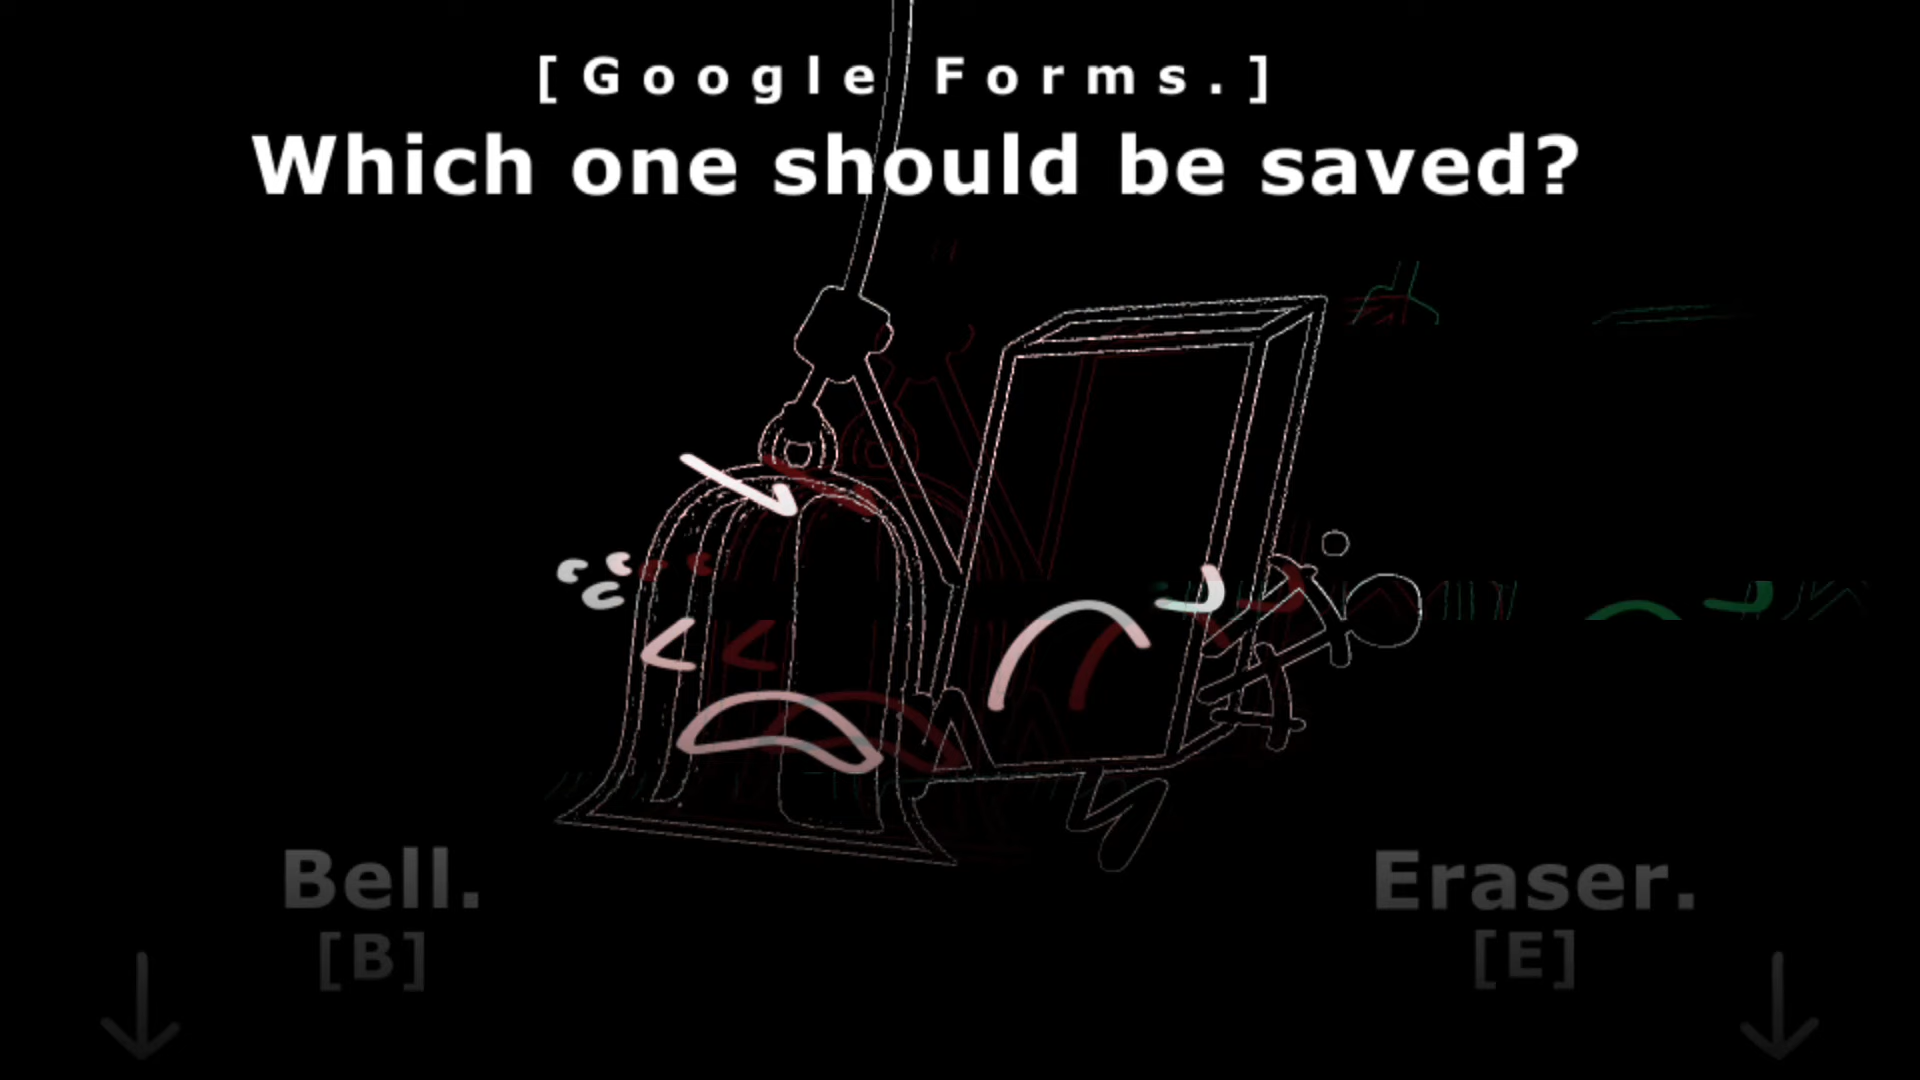 [Google Forms.]
Which one should be saved?
Bell.
[B]
Eraser.
[E]